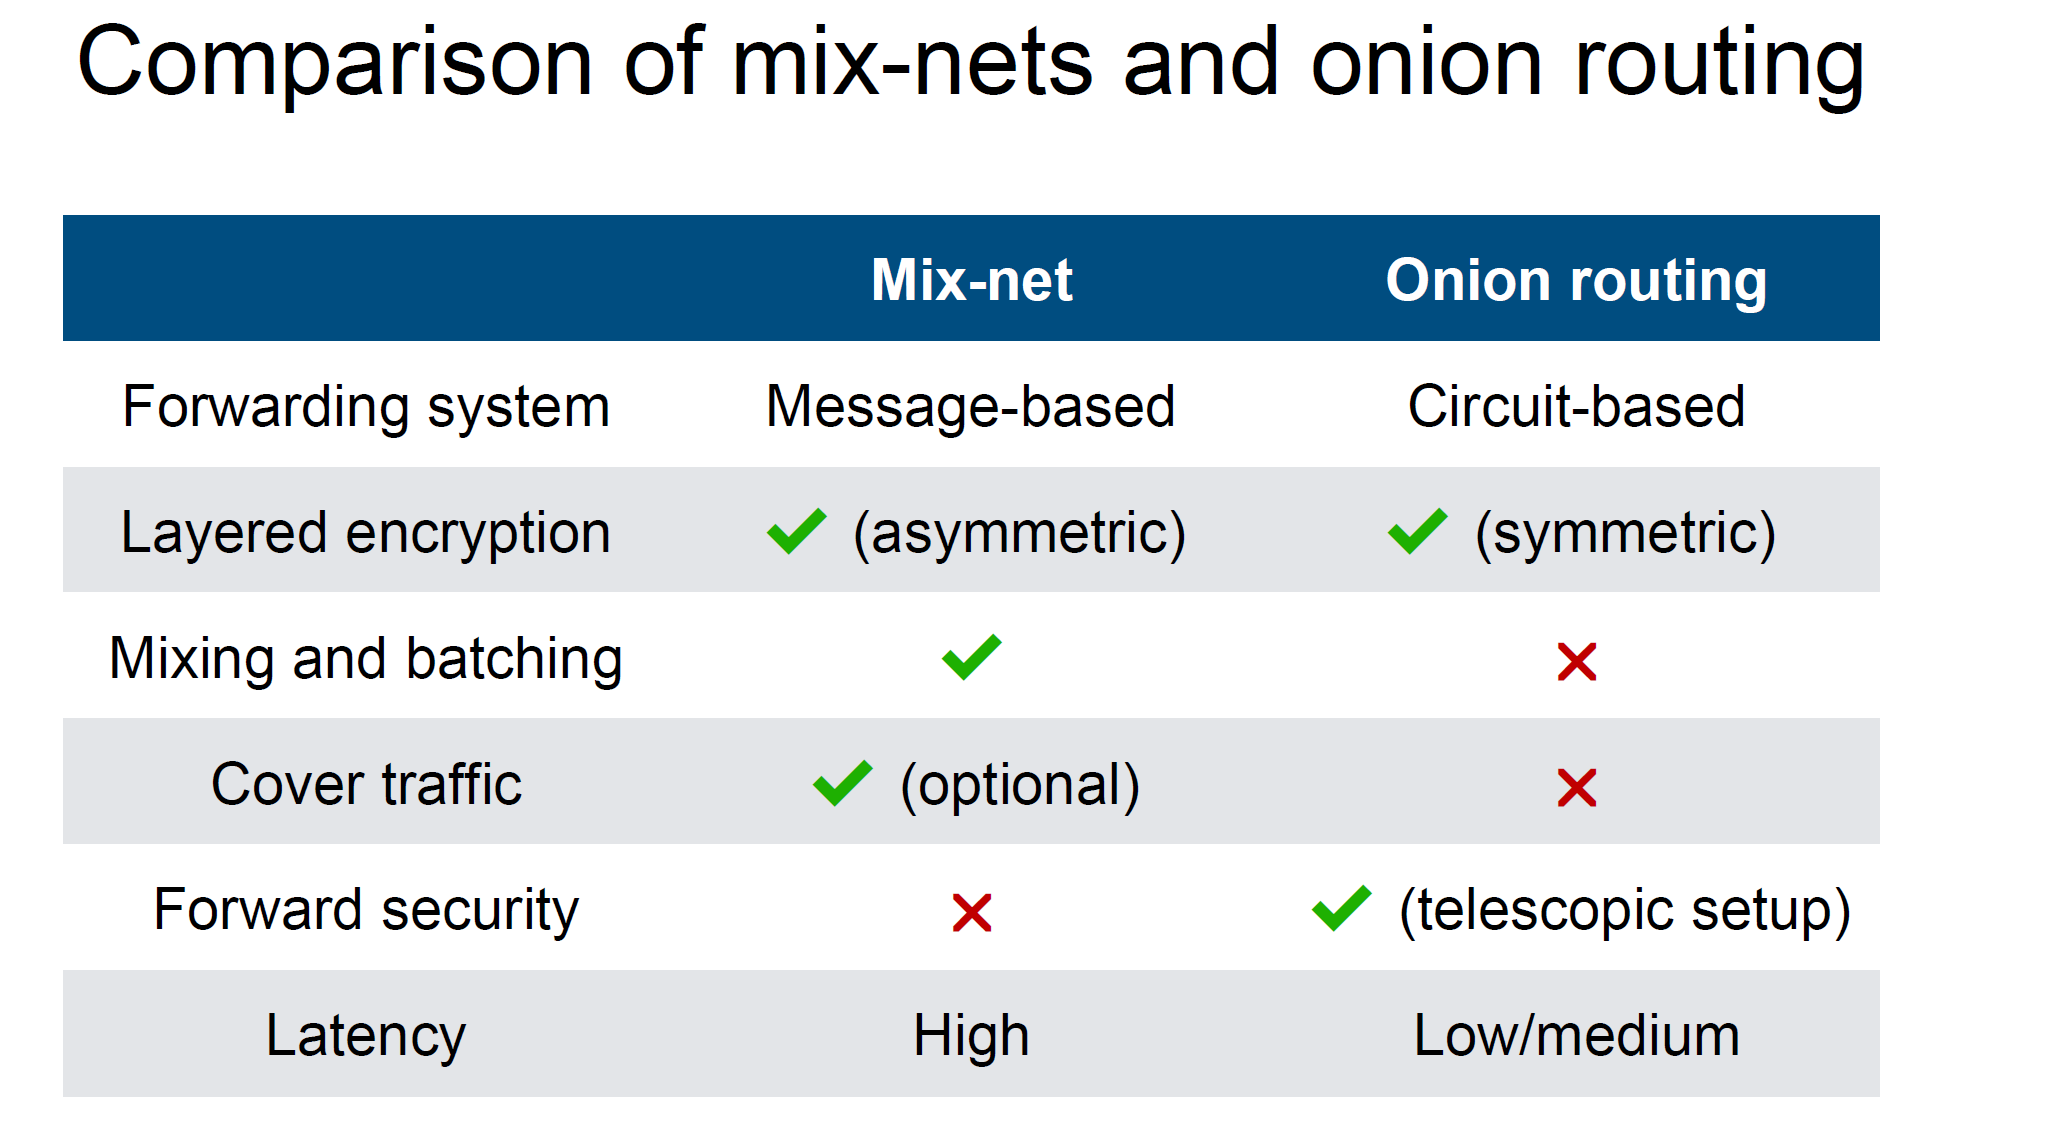 Comparison of mix-nets and onion routing
Mix-net Onion routing
Forwarding system Message-based Circuit-based
Layered encryption ✔ (asymmetric) ✔ (symmetric)
Mixing and batching ✔ ✕
Cover traffic ✔ (optional) ✕
Forward security ✕ ✔ (telescopic setup)
Latency High Low/medium